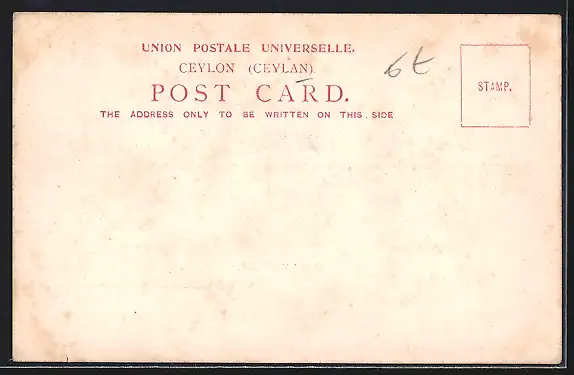 UNION POSTALE UNIVERSELLE.
CEYLON (CEYLAN).
POST CARD.
THE ADDRESS ONLY TO BE WRITTEN ON THIS SIDE
STAMP.
6t